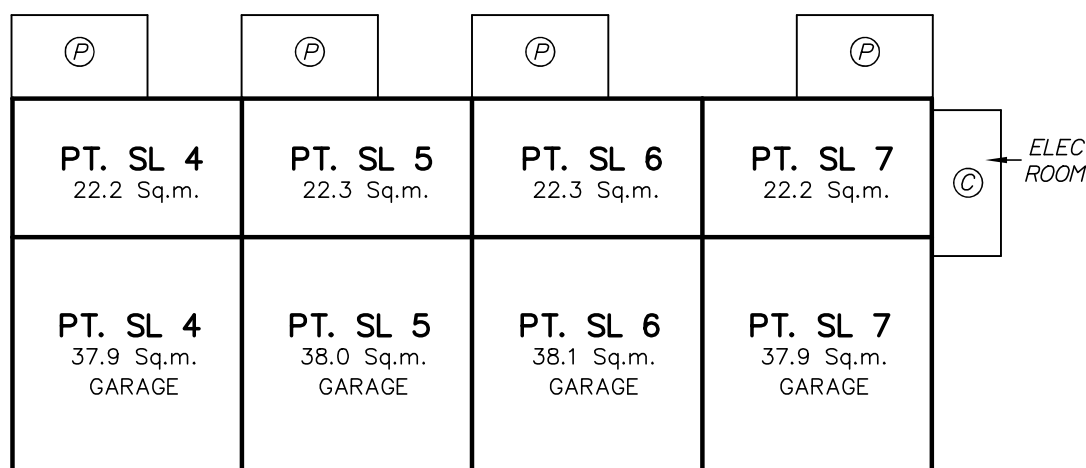 P P P P
PT. SL 4
22.2 Sq.m.
PT. SL 5
22.3 Sq.m.
PT. SL 6
22.3 Sq.m.
PT. SL 7
22.2 Sq.m.
C
ELEC
ROOM
PT. SL 4
37.9 Sq.m.
GARAGE
PT. SL 5
38.0 Sq.m.
GARAGE
PT. SL 6
38.1 Sq.m.
GARAGE
PT. SL 7
37.9 Sq.m.
GARAGE